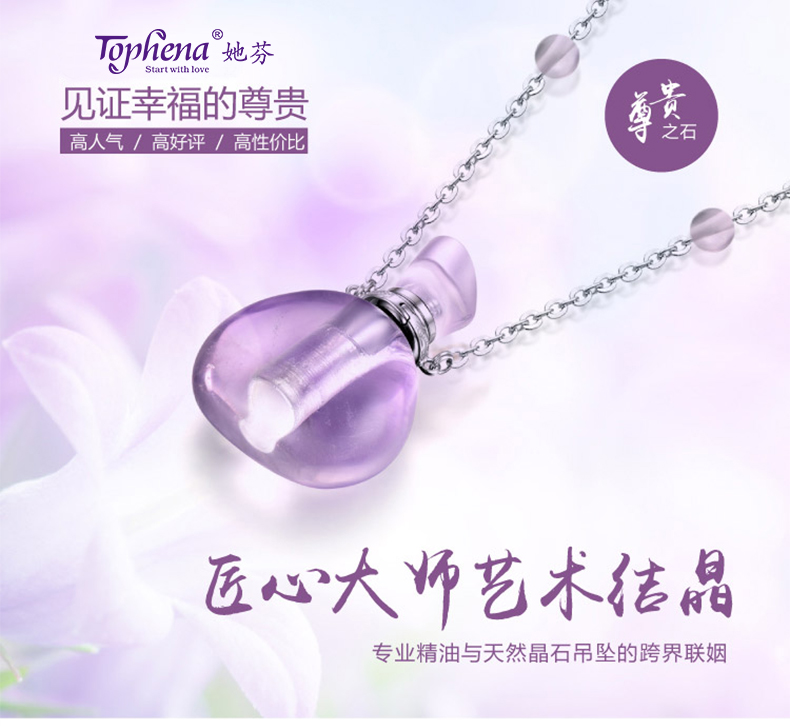 Tophena® 她芬
Start with love
见证幸福的尊贵
高人气 / 高好评 / 高性价比
尊贵
之石
匠心大师艺术结晶
专业精油与天然晶石吊坠的跨界联姻